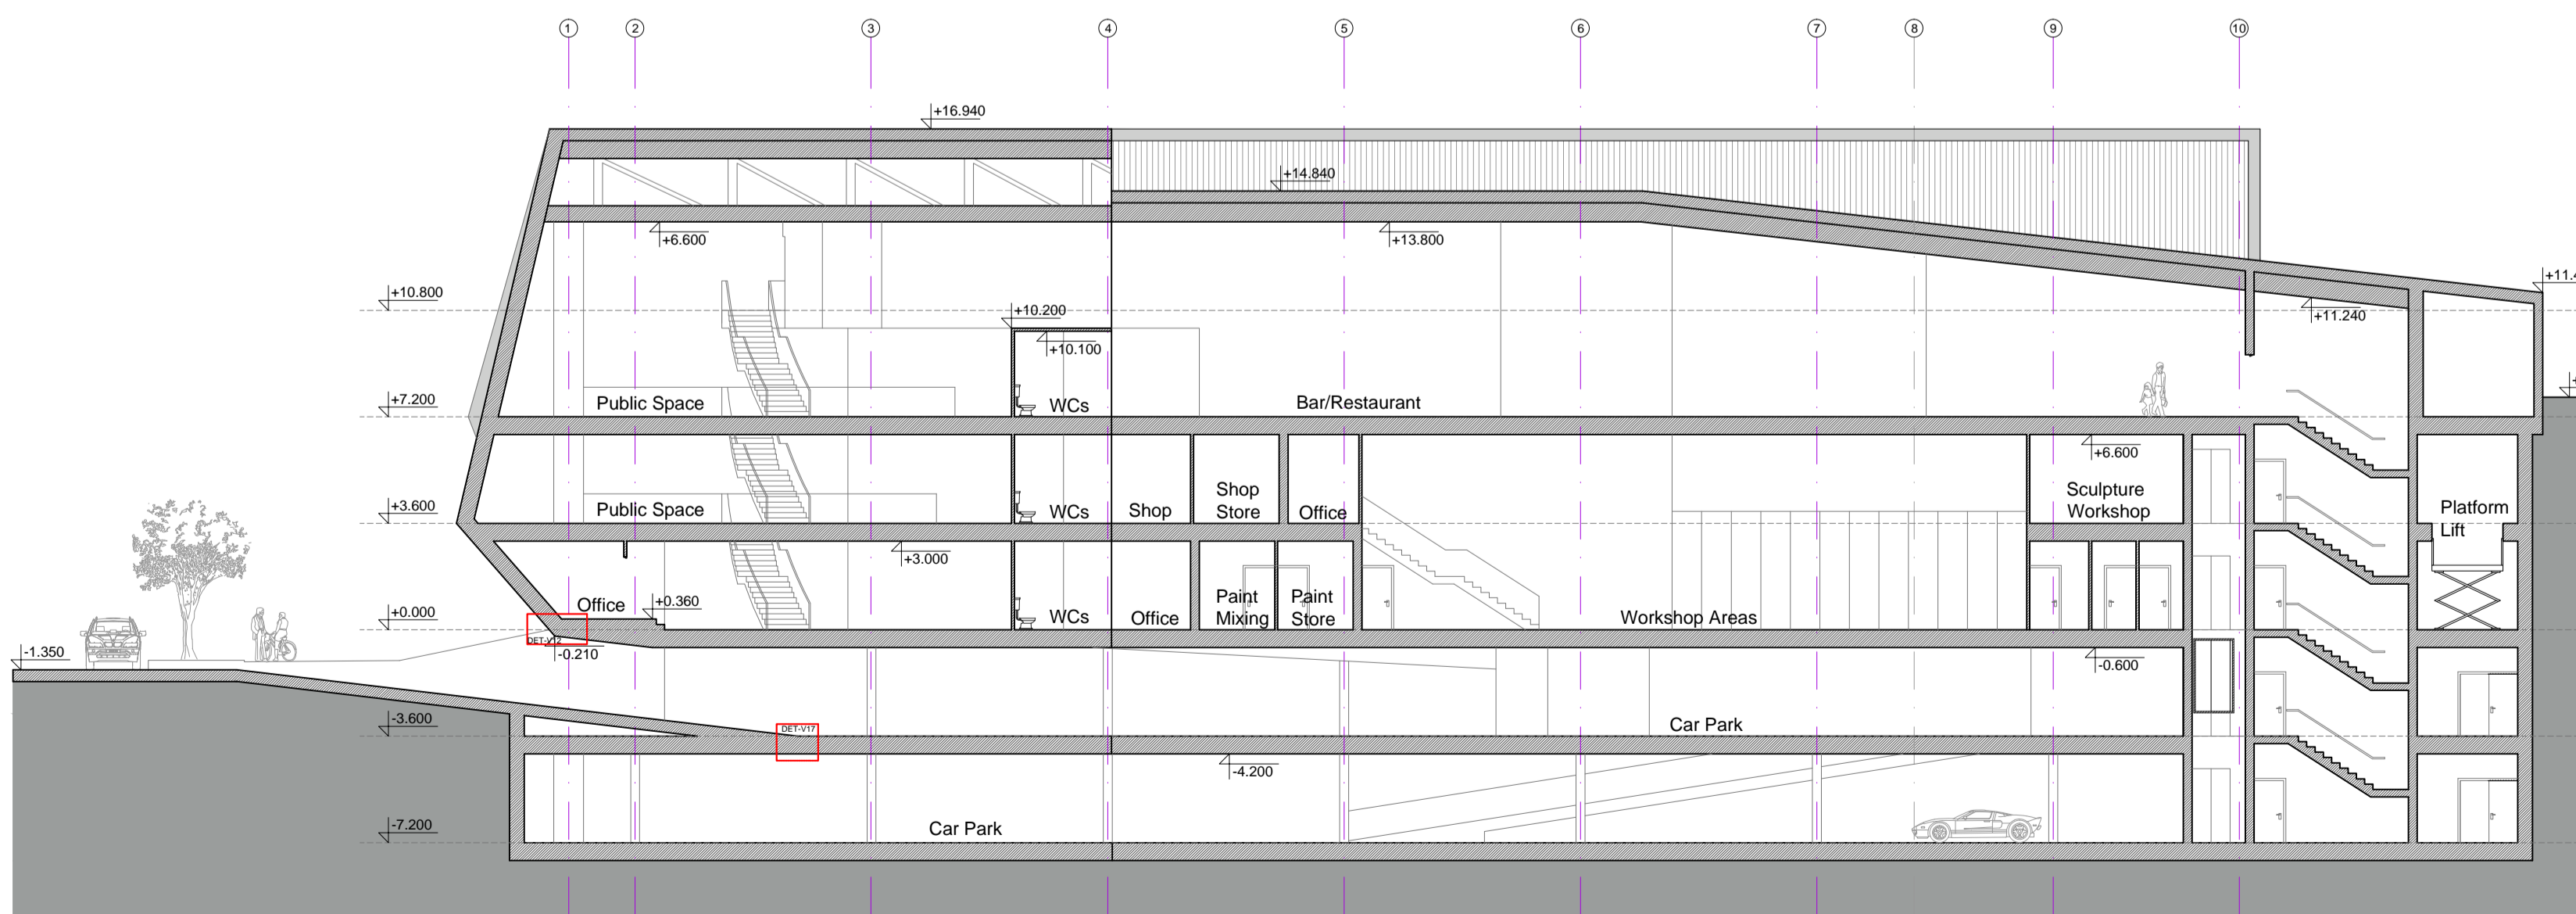 1 2 3 4 5 6 7 8 9 10
+16.940
+14.840
+6.600
+13.800
+10.800
+11.4
+10.200
+11.240
+10.100
+7.200
Public Space
WCs
Bar/Restaurant
+6.600
+3.600
Public Space
WCs
Shop
Shop
Store
Office
Sculpture
Workshop
Platform
Lift
+3.000
+0.000
Office
+0.360
WCs
Office
Paint
Mixing
Paint
Store
Workshop Areas
DET-V12
-0.210
-1.350
-0.600
-3.600
DET-V17
Car Park
-4.200
-7.200
Car Park